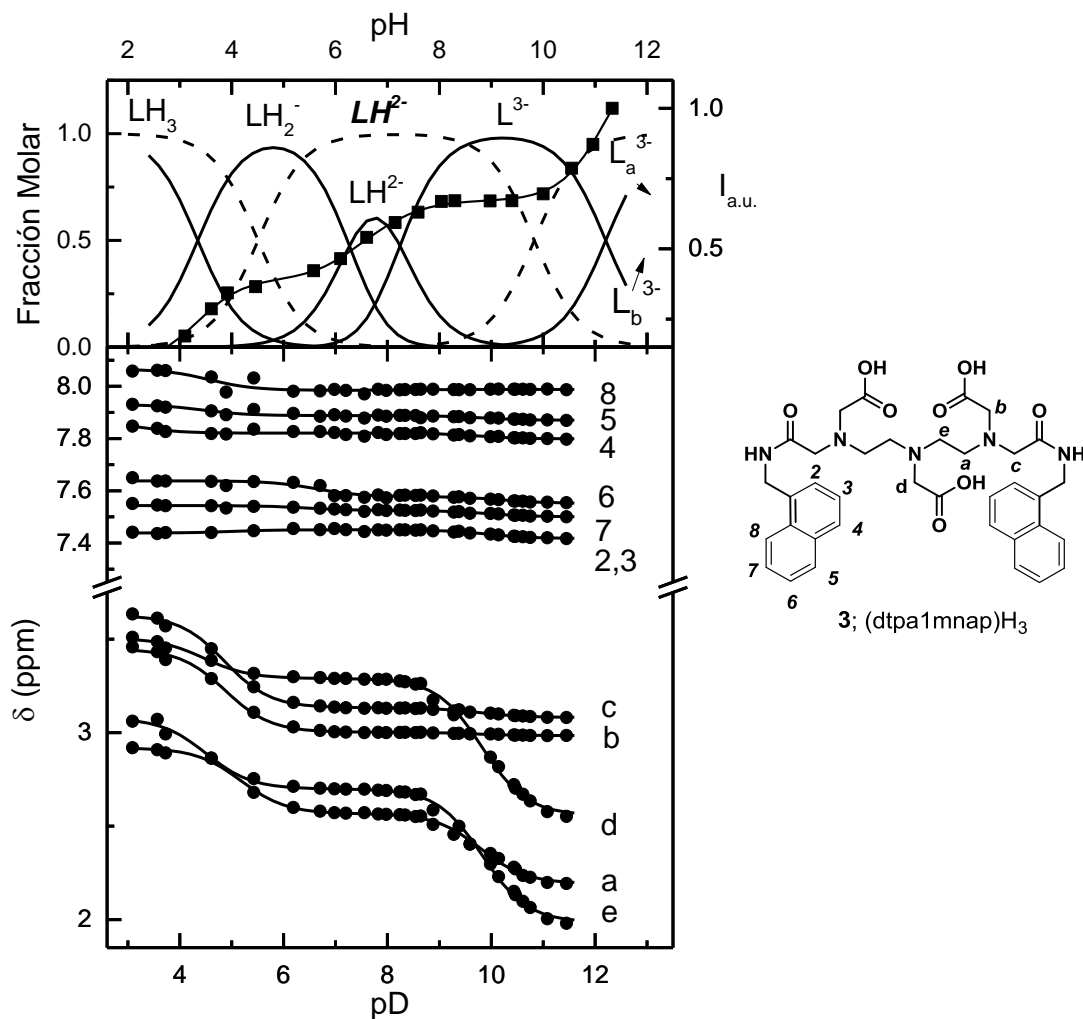 pH
2 4 6 8 10 12
LH₃ LH₂⁻ LH²⁻ L³⁻
1.0
1.0
Lₐ³⁻
LH²⁻
0.5
0.5
L_b³⁻
0.0
Fracción Molar
I a.u.
8.0
7.8
7.6
7.4
8
5
4
6
7
2,3
3
2
δ (ppm)
c
b
d
a
e
4 6 8 10 12
pD
OH OH
O O b
O O
N e N
HN NH
N a c
2 d OH
3 O
8 4
7 5
6
3; (dtpa1mnap)H₃